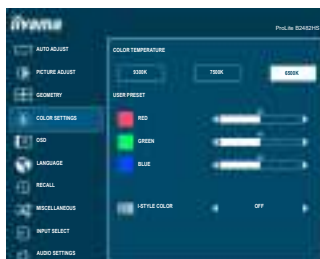 iiyama
ProLite B2482HS
AUTO ADJUST
PICTURE ADJUST
GEOMETRY
COLOR SETTINGS
OSD
LANGUAGE
RECALL
MISCELLANEOUS
INPUT SELECT
AUDIO SETTINGS
COLOR TEMPERATURE
9300K 7500K 6500K
USER PRESET
RED
GREEN
BLUE
I-STYLE COLOR OFF